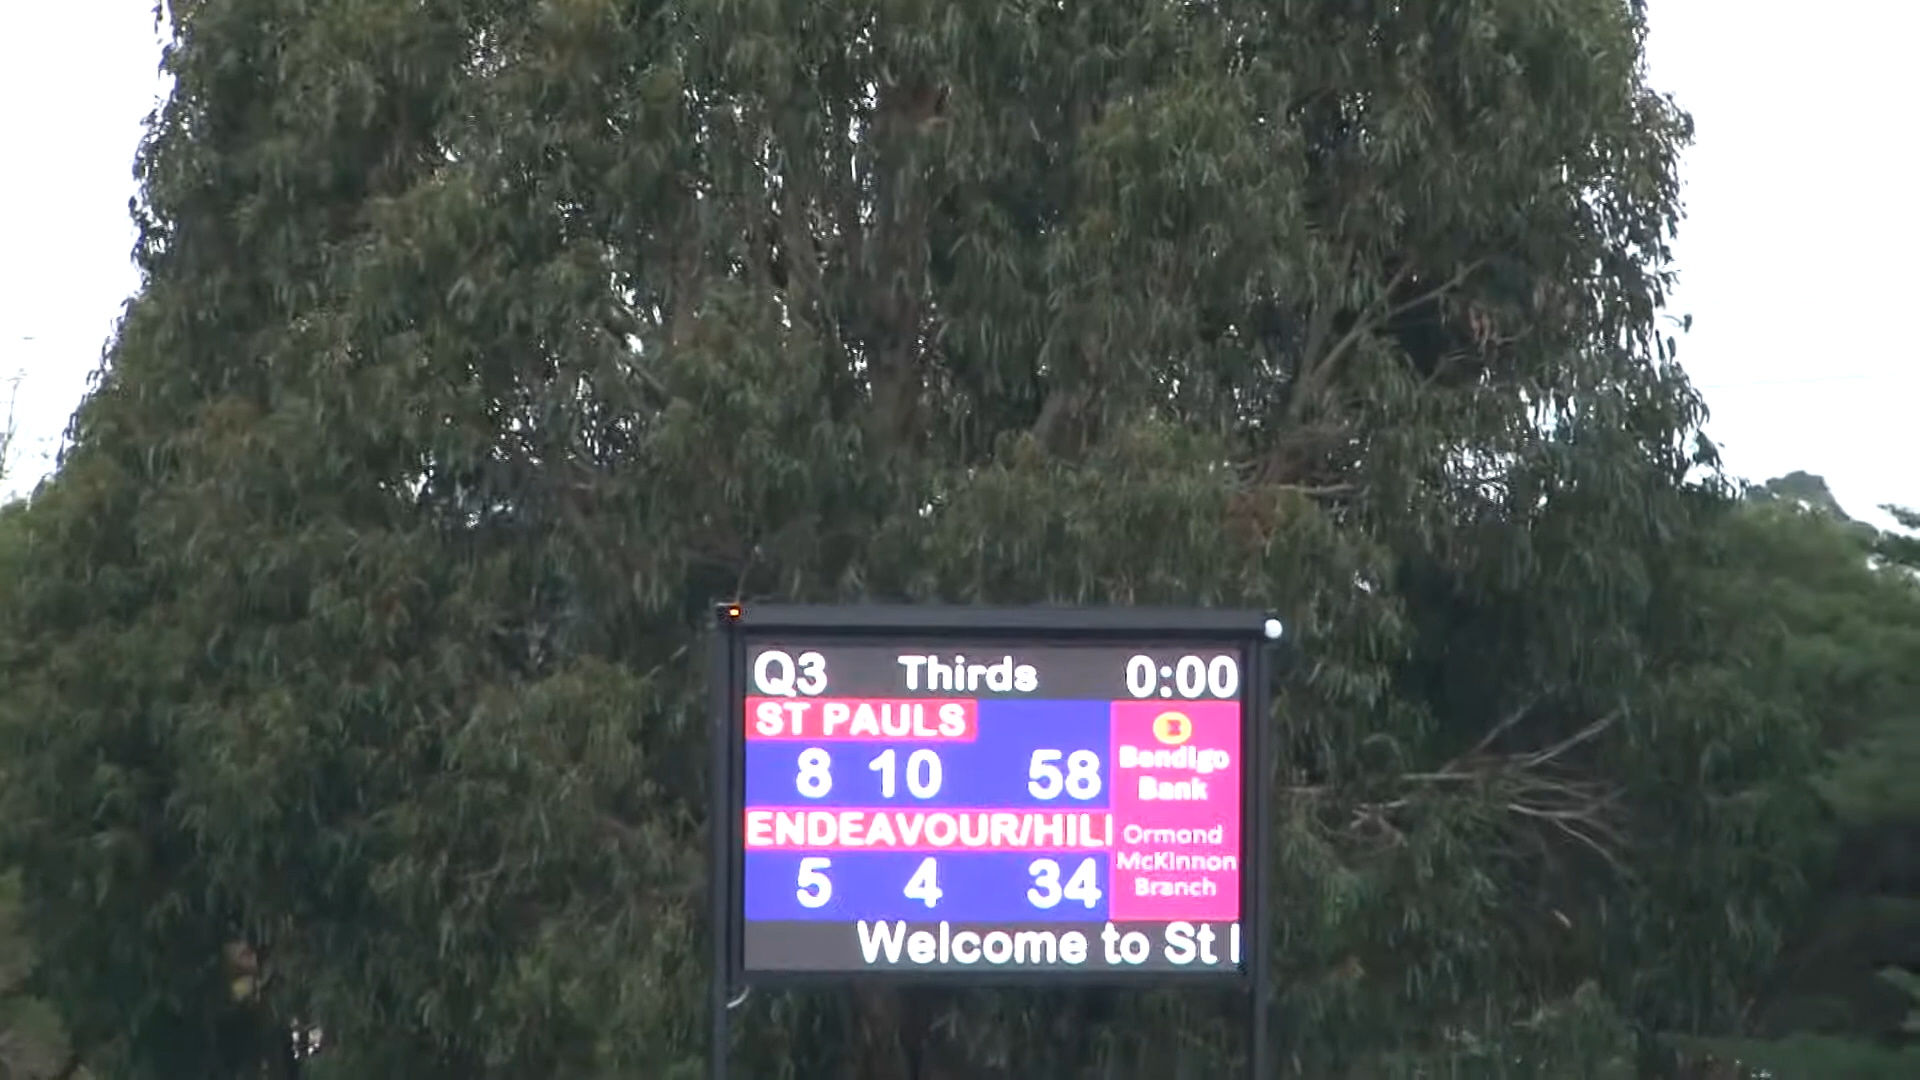 Q3 Thirds 0:00
ST PAULS
8 10 58
Bendigo
Bank
ENDEAVOUR/HIL
5 4 34
Ormond
McKinnon
Branch
Welcome to St